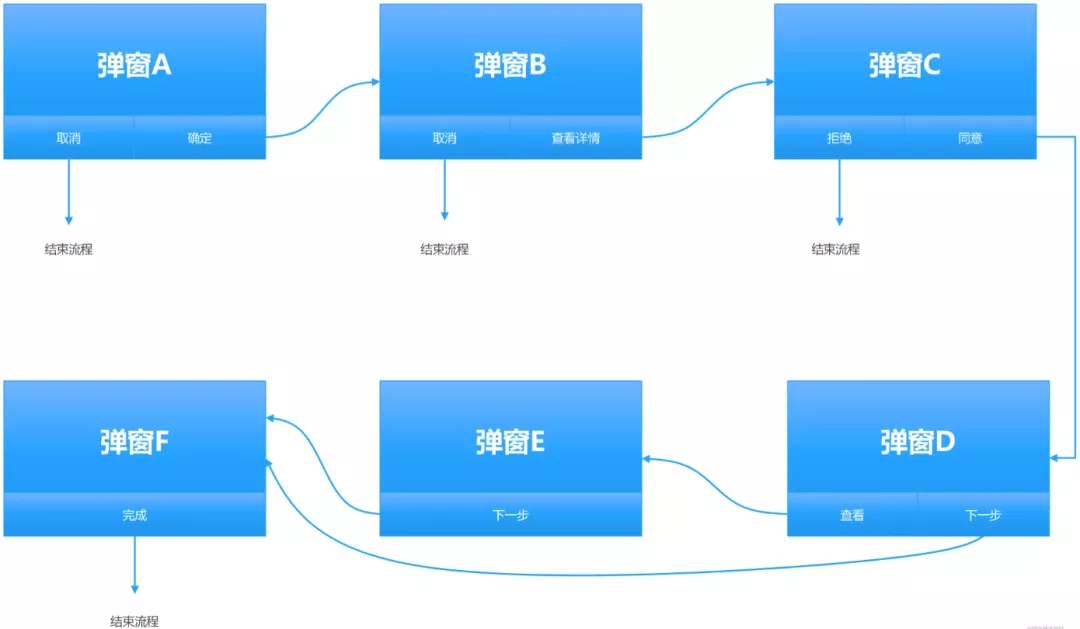 弹窗A
取消
确定
结束流程
弹窗B
取消
查看详情
结束流程
弹窗C
拒绝
同意
结束流程
弹窗D
查看
下一步
弹窗E
下一步
弹窗F
完成
结束流程